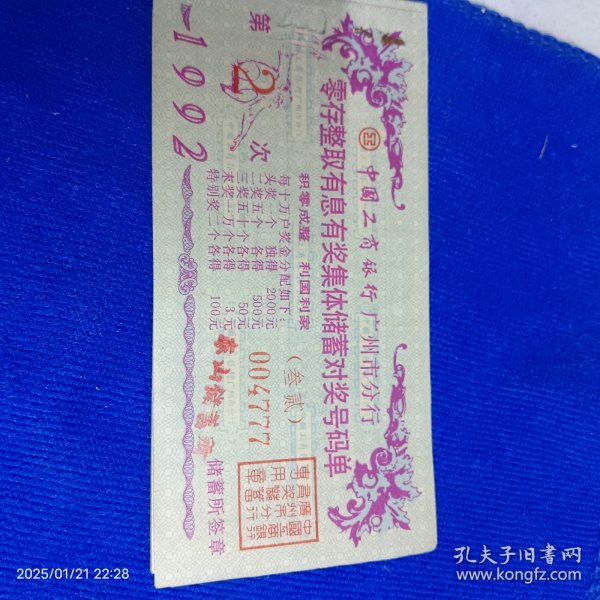 中国工商银行广州市分行
零存整取有息有奖集体储蓄对奖号码单
积零成整 利国利家
每十万户奖金分配如下:
头奖一个 独得 2000元
二奖五个 各得 500元
三奖五十个各得 50元
末奖一万个各得 3元
特别奖二个各得 100元
第2次
-1992-
(叁贰)
004777
储蓄所签章
2025/01/21 22:28
孔夫子旧书网
www.kongfz.com